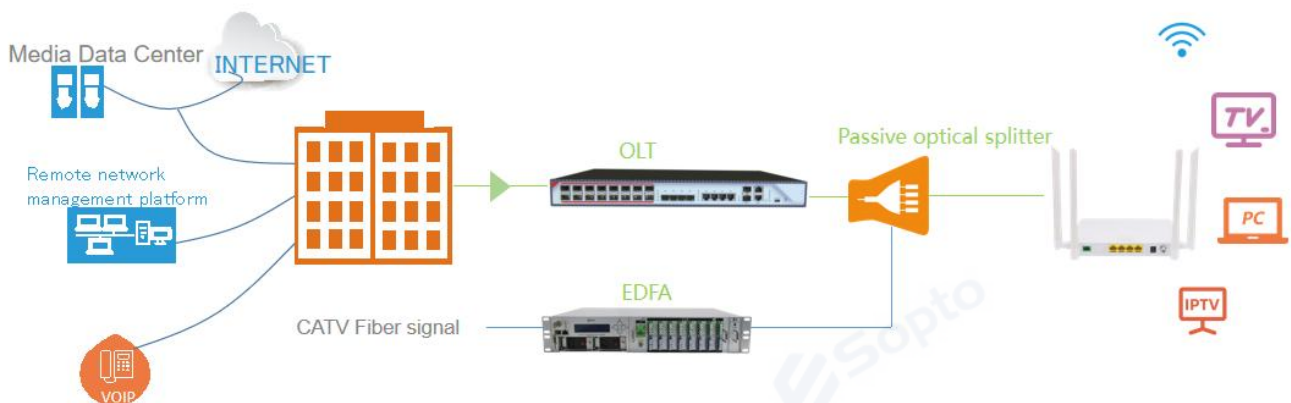 Media Data Center
INTERNET
Remote network
management platform
VOIP
OLT
Passive optical splitter
EDFA
CATV Fiber signal
TV
PC
IPTV
Sopto